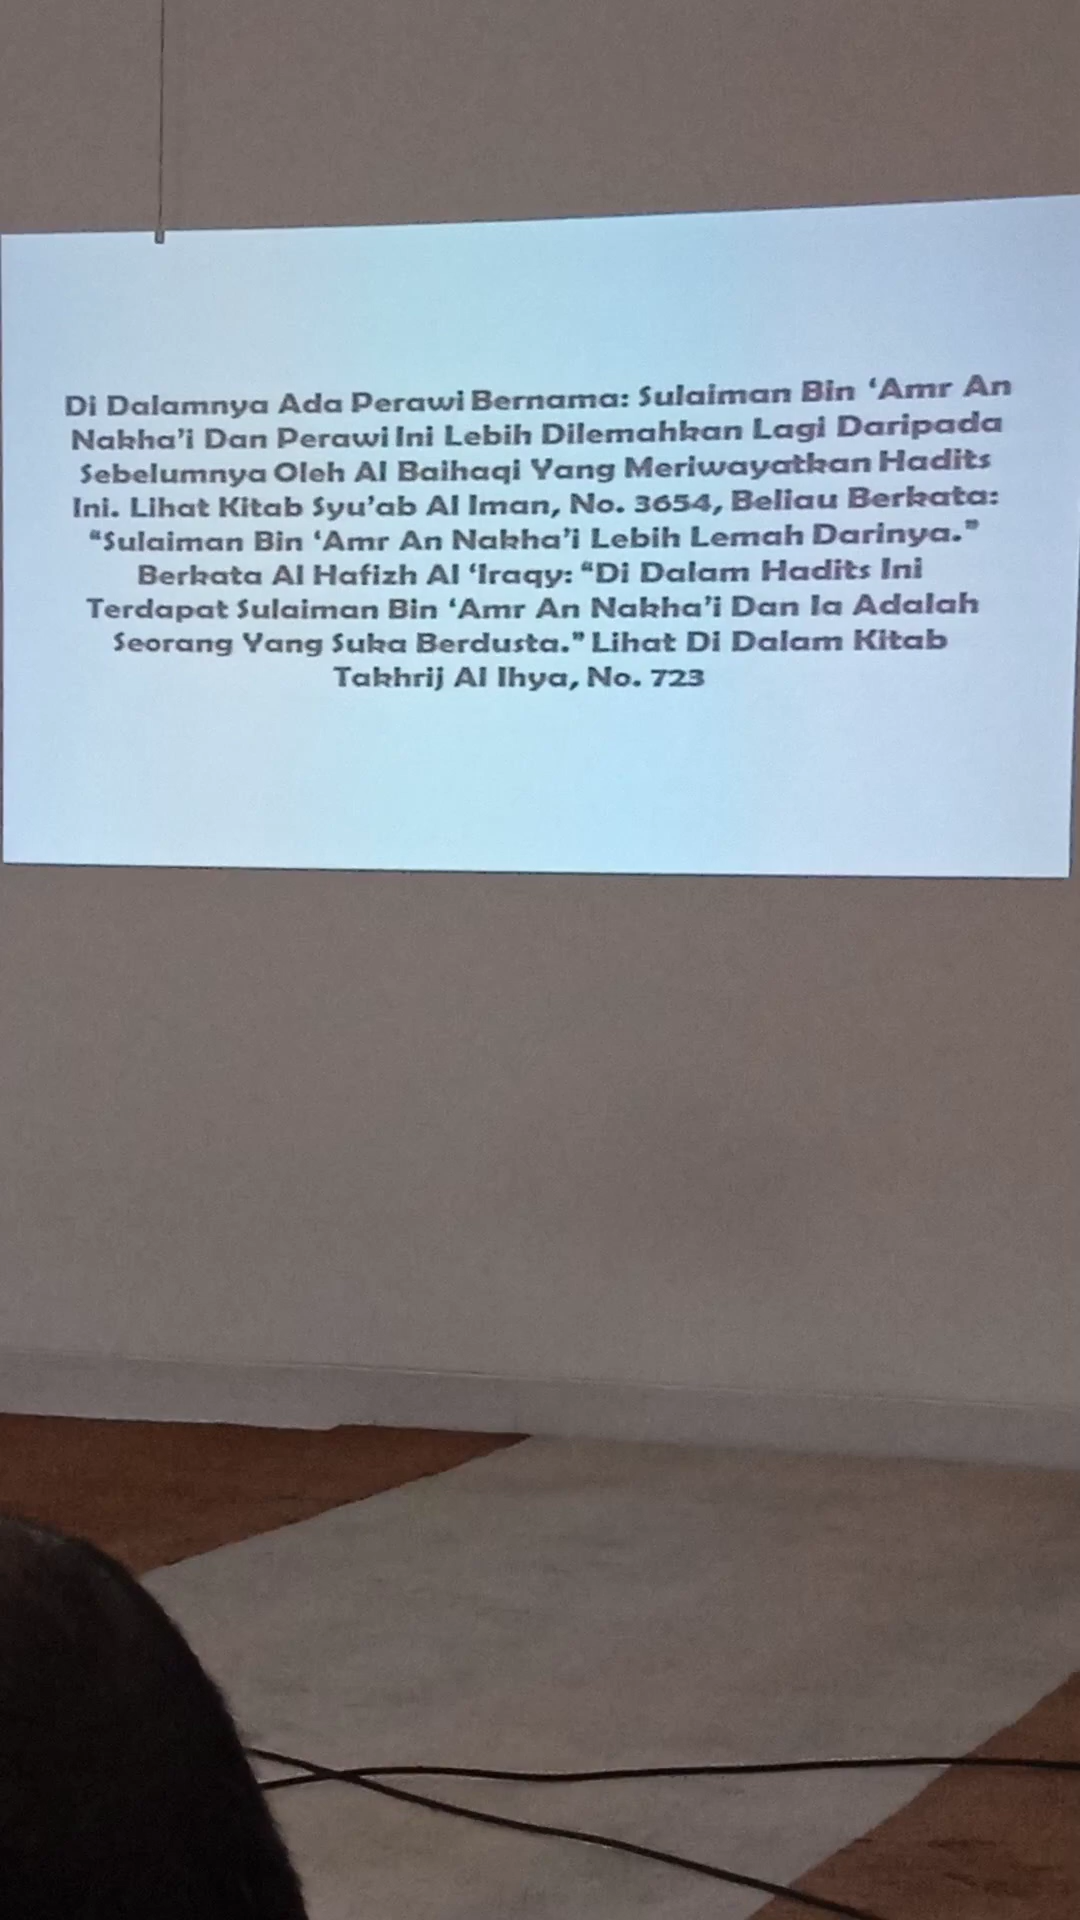 Di Dalamnya Ada Perawi Bernama: Sulaiman Bin ‘Amr An
Nakha’i Dan Perawi Ini Lebih Dilemahkan Lagi Daripada
Sebelumnya Oleh Al Baihaqi Yang Meriwayatkan Hadits
Ini. Lihat Kitab Syu’ab Al Iman, No. 3654, Beliau Berkata:
“Sulaiman Bin ‘Amr An Nakha’i Lebih Lemah Darinya.”
Berkata Al Hafizh Al ‘Iraqy: “Di Dalam Hadits Ini
Terdapat Sulaiman Bin ‘Amr An Nakha’i Dan Ia Adalah
Seorang Yang Suka Berdusta.” Lihat Di Dalam Kitab
Takhrij Al Ihya, No. 723